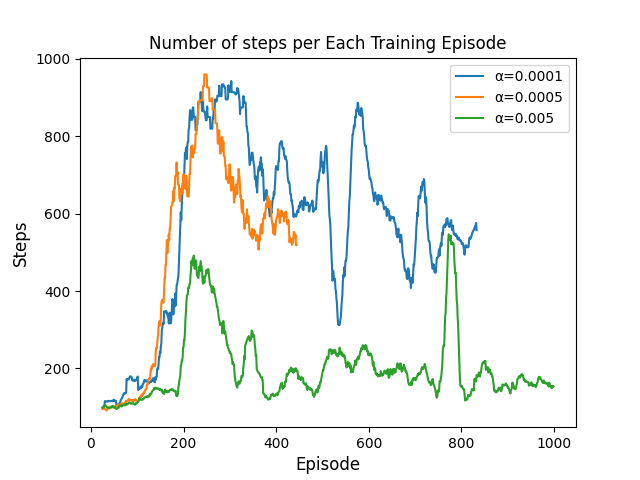 Number of steps per Each Training Episode
α=0.0001
α=0.0005
α=0.005
1000
800
600
400
200
Steps
0 200 400 600 800 1000
Episode